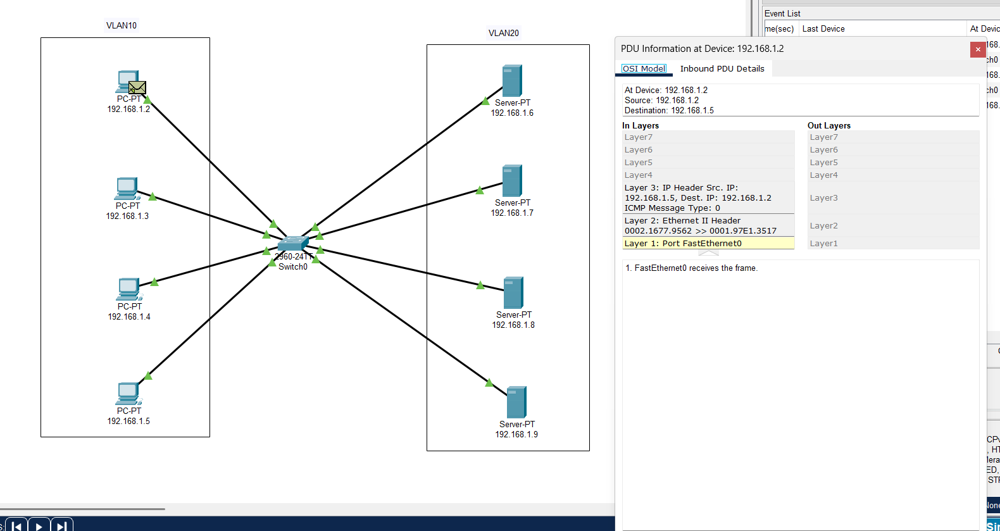 VLAN10
PC-PT
192.168.1.2
PC-PT
192.168.1.3
PC-PT
192.168.1.4
PC-PT
192.168.1.5
2960-24TT
Switch0
VLAN20
Server-PT
192.168.1.6
Server-PT
192.168.1.7
Server-PT
192.168.1.8
Server-PT
192.168.1.9
Event List
me(sec) Last Device At Devic
PDU Information at Device: 192.168.1.2
OSI Model Inbound PDU Details
At Device: 192.168.1.2
Source: 192.168.1.2
Destination: 192.168.1.5
In Layers
Layer7
Layer6
Layer5
Layer4
Layer 3: IP Header Src. IP:
192.168.1.5, Dest. IP: 192.168.1.2
ICMP Message Type: 0
Layer 2: Ethernet II Header
0002.1677.9562 >> 0001.97E1.3517
Layer 1: Port FastEthernet0
Out Layers
Layer7
Layer6
Layer5
Layer4
Layer3
Layer2
Layer1
1. FastEthernet0 receives the frame.
168.
ch0
168.
ch0
168.